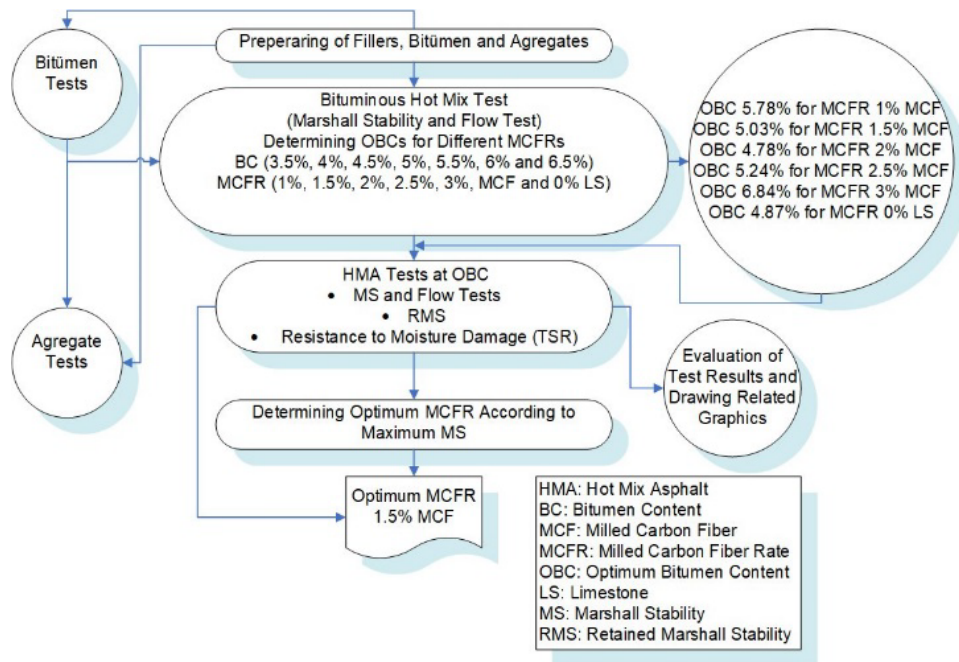 Preperaring of Fillers, Bitümen and Agregates
Bitümen
Tests
Bituminous Hot Mix Test
(Marshall Stability and Flow Test)
Determining OBCs for Different MCFRs
BC (3.5%, 4%, 4.5%, 5%, 5.5%, 6% and 6.5%)
MCFR (1%, 1.5%, 2%, 2.5%, 3%, MCF and 0% LS)
OBC 5.78% for MCFR 1% MCF
OBC 5.03% for MCFR 1.5% MCF
OBC 4.78% for MCFR 2% MCF
OBC 5.24% for MCFR 2.5% MCF
OBC 6.84% for MCFR 3% MCF
OBC 4.87% for MCFR 0% LS
HMA Tests at OBC
• MS and Flow Tests
• RMS
• Resistance to Moisture Damage (TSR)
Agregate
Tests
Evaluation of
Test Results and
Drawing Related
Graphics
Determining Optimum MCFR According to
Maximum MS
Optimum MCFR
1.5% MCF
HMA: Hot Mix Asphalt
BC: Bitumen Content
MCF: Milled Carbon Fiber
MCFR: Milled Carbon Fiber Rate
OBC: Optimum Bitumen Content
LS: Limestone
MS: Marshall Stability
RMS: Retained Marshall Stability